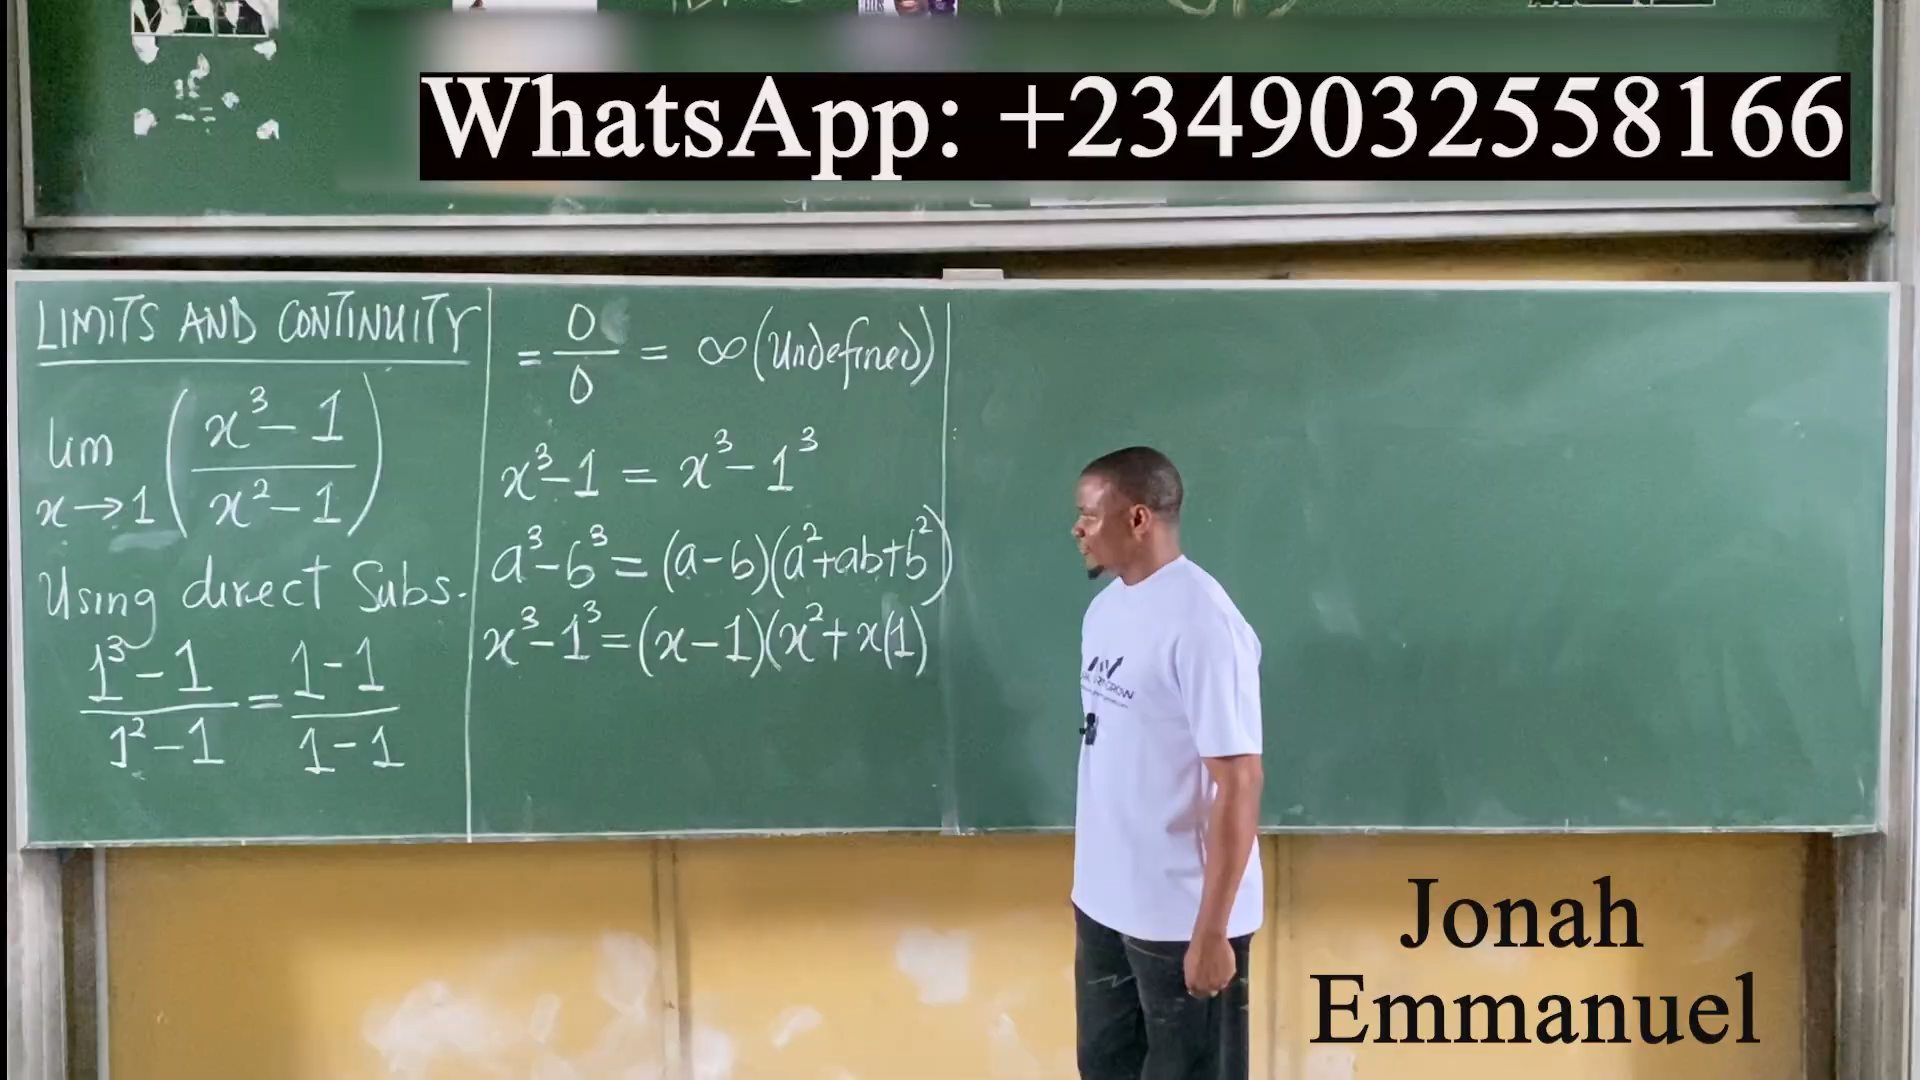 WhatsApp: +2349032558166
LIMITS AND CONTINUITY
lim x→1 (x³-1 / x²-1)
Using direct Subs.
1³-1 / 1²-1 = 1-1 / 1-1
= 0/0 = ∞ (Undefined)
x³-1 = x³-1³
a³-b³ = (a-b)(a²+ab+b²)
x³-1³ = (x-1)(x²+x(1)
Jonah
Emmanuel